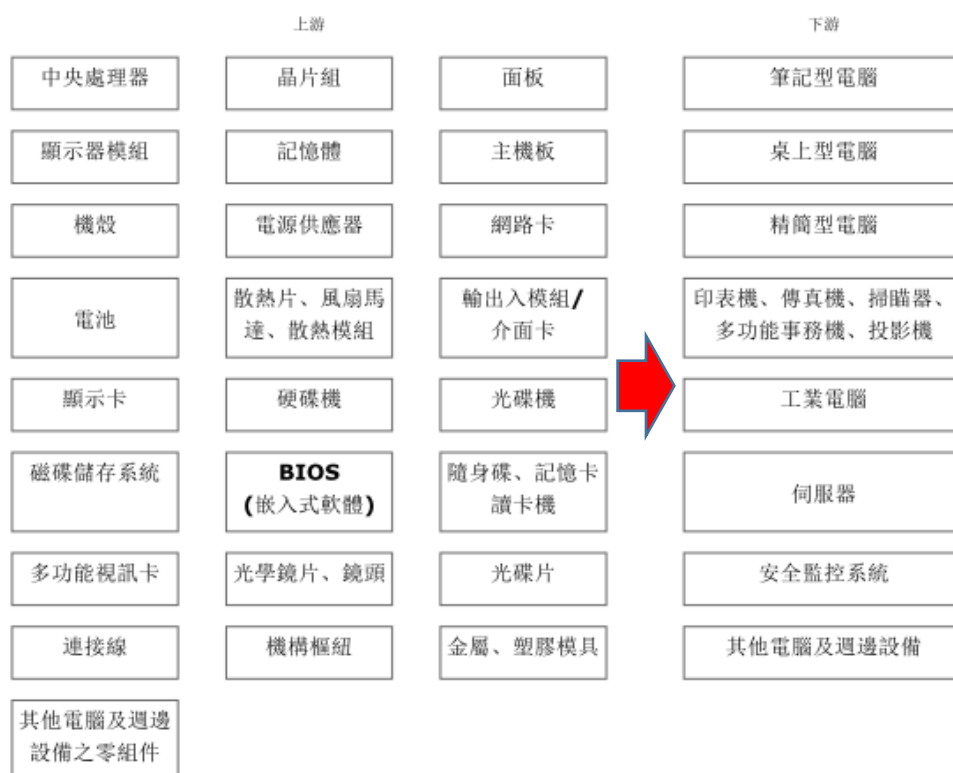 上游
下游
中央處理器
晶片組
面板
筆記型電腦
顯示器模組
記憶體
主機板
桌上型電腦
機殼
電源供應器
網路卡
精簡型電腦
電池
散熱片、風扇馬
達、散熱模組
輸出入模組/
介面卡
印表機、傳真機、掃瞄器、
多功能事務機、投影機
顯示卡
硬碟機
光碟機
工業電腦
磁碟儲存系統
BIOS
(嵌入式軟體)
隨身碟、記憶卡
讀卡機
伺服器
多功能視訊卡
光學鏡片、鏡頭
光碟片
安全監控系統
連接線
機構樞紐
金屬、塑膠模具
其他電腦及週邊設備
其他電腦及週邊
設備之零組件